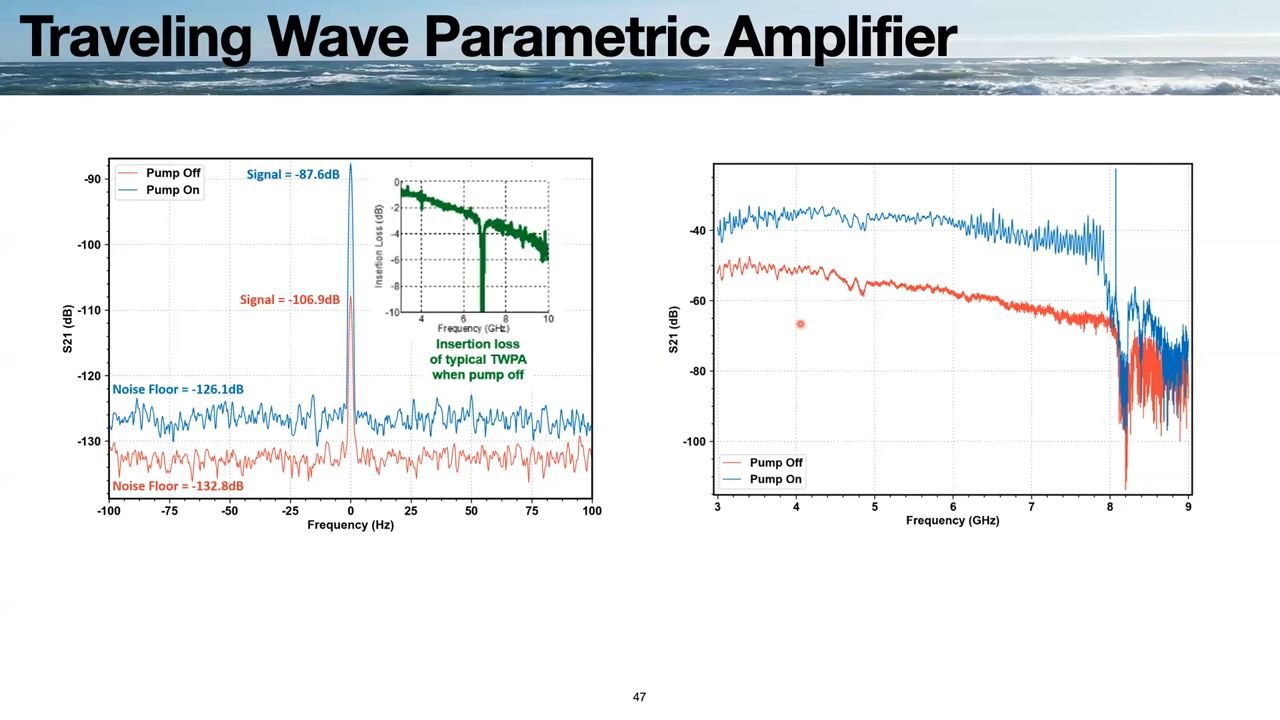 Traveling Wave Parametric Amplifier
Pump Off
Pump On
Signal = -87.6dB
Signal = -106.9dB
Noise Floor = -126.1dB
Noise Floor = -132.8dB
-90
-100
-110
-120
-130
S21 (dB)
-100
-75
-50
-25
0
25
50
75
100
Frequency (Hz)
0
-2
-4
-6
-8
-10
Insertion Loss (dB)
4
6
8
10
Frequency (GHz)
Insertion loss
of typical TWPA
when pump off
-40
-60
-80
-100
S21 (dB)
Pump Off
Pump On
3
4
5
6
7
8
9
Frequency (GHz)
47